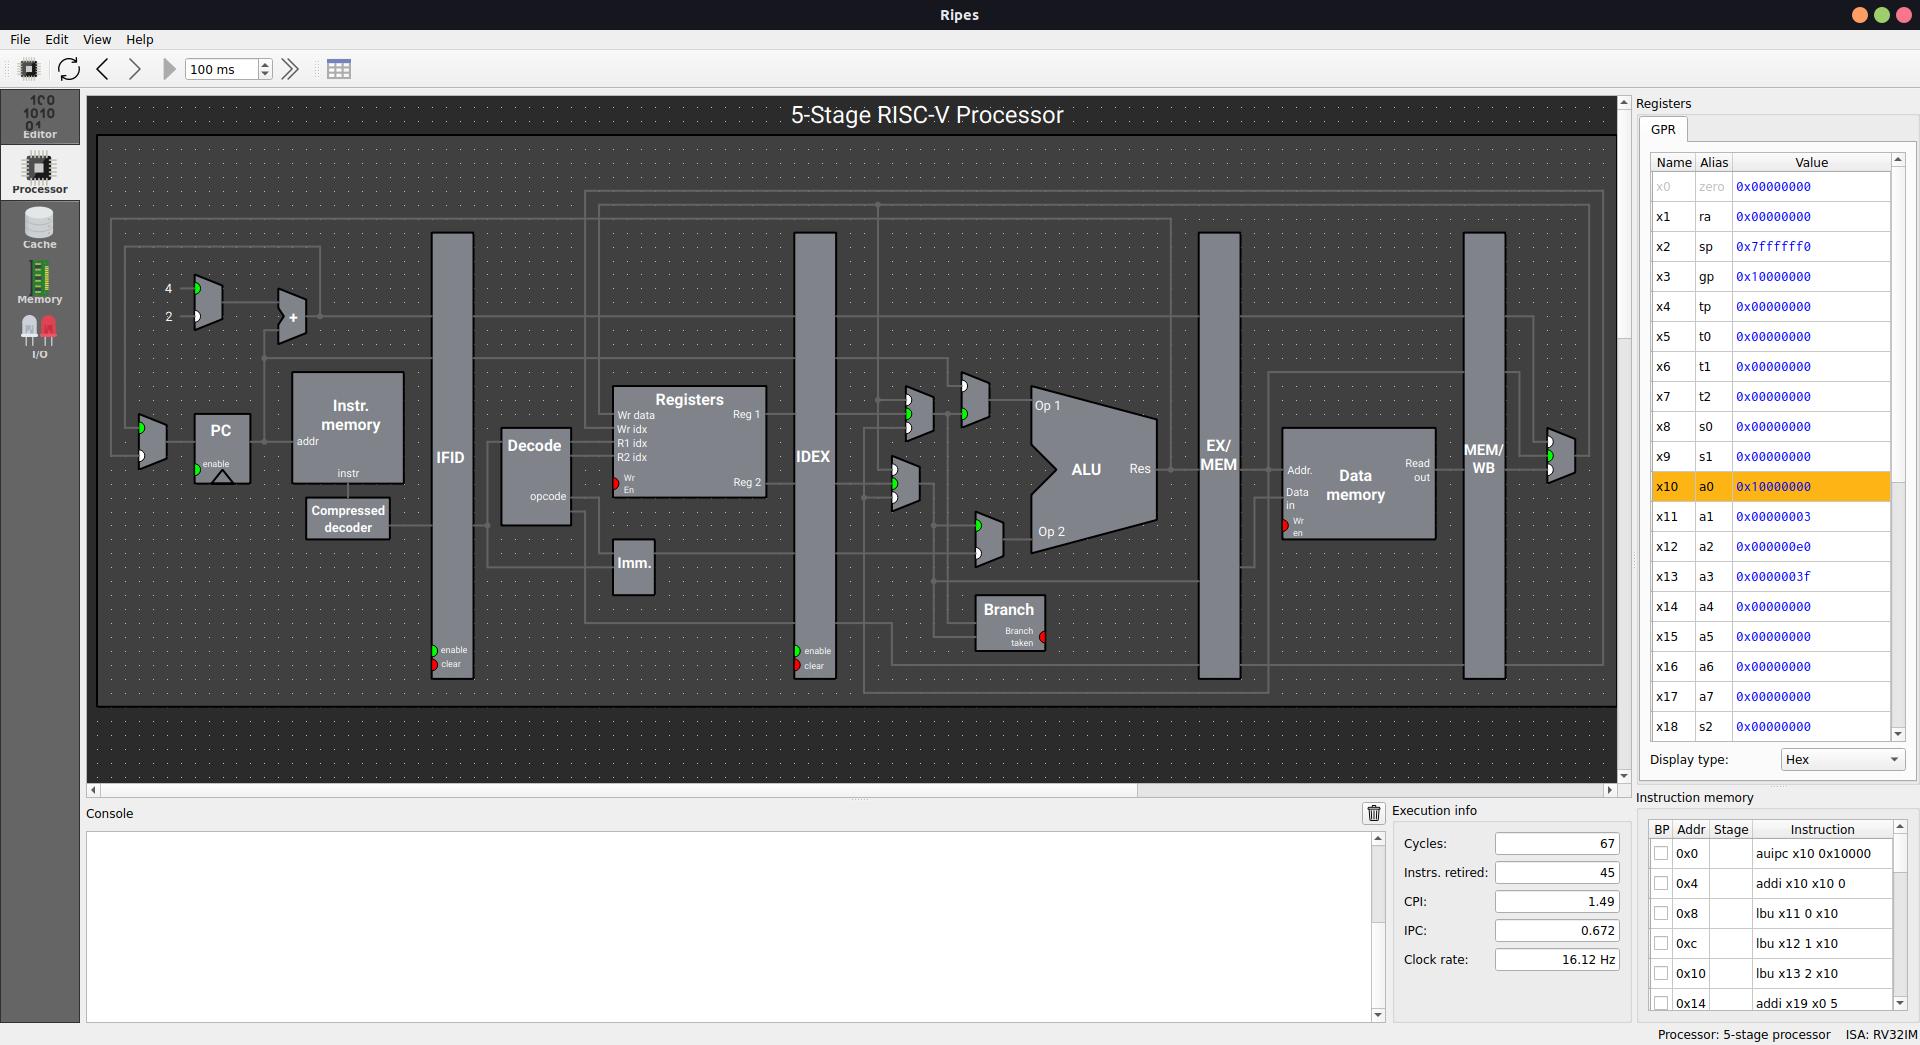 Ripes
File Edit View Help
100 ms
100
1010
01
Editor
Processor
Cache
Memory
I/O
5-Stage RISC-V Processor
4
2
+
PC
enable
Instr.
memory
addr
instr
Compressed
decoder
IFID
enable
clear
Decode
opcode
Registers
Wr data
Wr idx
R1 idx
R2 idx
Wr
En
Reg 1
Reg 2
Imm.
IDEX
enable
clear
Op 1
ALU
Res
Op 2
Branch
Branch
taken
EX/
MEM
Addr.
Data
in
Wr
en
Data
memory
Read
out
MEM/
WB
Registers
GPR
Name Alias Value
x0 zero 0x00000000
x1 ra 0x00000000
x2 sp 0x7ffffff0
x3 gp 0x10000000
x4 tp 0x00000000
x5 t0 0x00000000
x6 t1 0x00000000
x7 t2 0x00000000
x8 s0 0x00000000
x9 s1 0x00000000
x10 a0 0x10000000
x11 a1 0x00000003
x12 a2 0x000000e0
x13 a3 0x0000003f
x14 a4 0x00000000
x15 a5 0x00000000
x16 a6 0x00000000
x17 a7 0x00000000
x18 s2 0x00000000
Display type: Hex
Console
Execution info
Cycles: 67
Instrs. retired: 45
CPI: 1.49
IPC: 0.672
Clock rate: 16.12 Hz
Instruction memory
BP Addr Stage Instruction
0x0 auipc x10 0x10000
0x4 addi x10 x10 0
0x8 lbu x11 0 x10
0xc lbu x12 1 x10
0x10 lbu x13 2 x10
0x14 addi x19 x0 5
Processor: 5-stage processor ISA: RV32IM